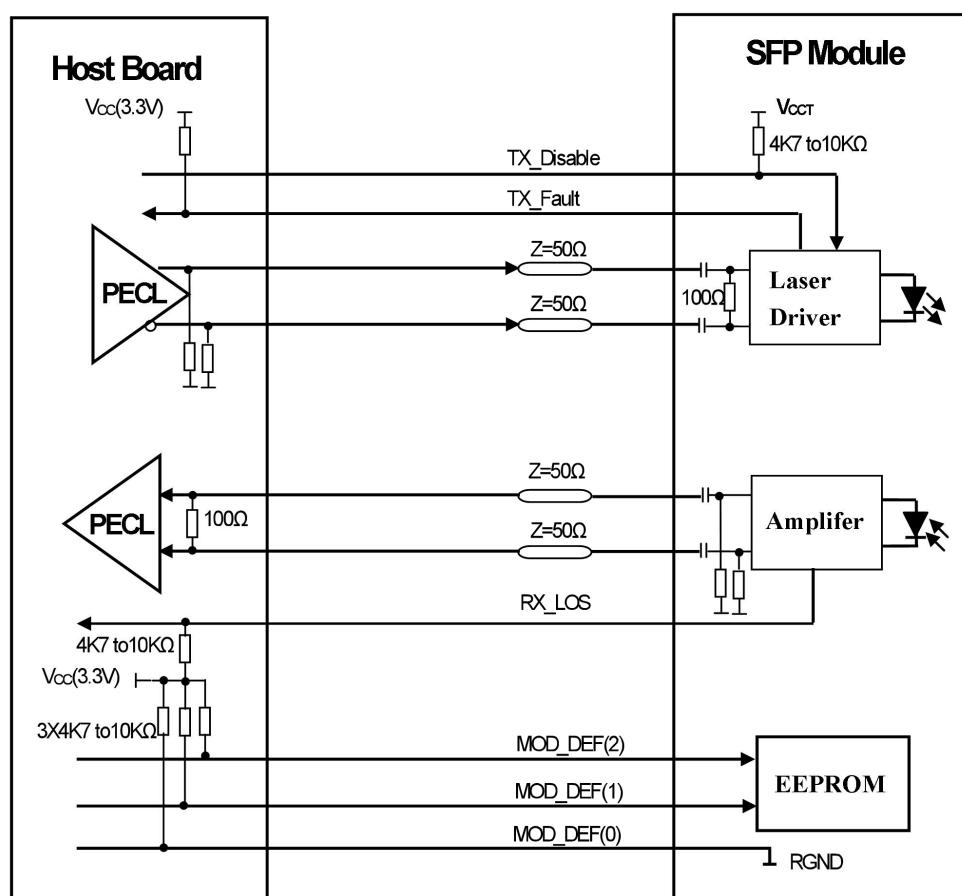 Host Board
SFP Module
VCC(3.3V)
VCCT
4K7 to10KΩ
TX_Disable
TX_Fault
PECL
Z=50Ω
Z=50Ω
100Ω
Laser
Driver
PECL
100Ω
Z=50Ω
Z=50Ω
Amplifer
RX_LOS
4K7 to10KΩ
VCC(3.3V)
3X4K7 to10KΩ
MOD_DEF(2)
MOD_DEF(1)
MOD_DEF(0)
EEPROM
RGND